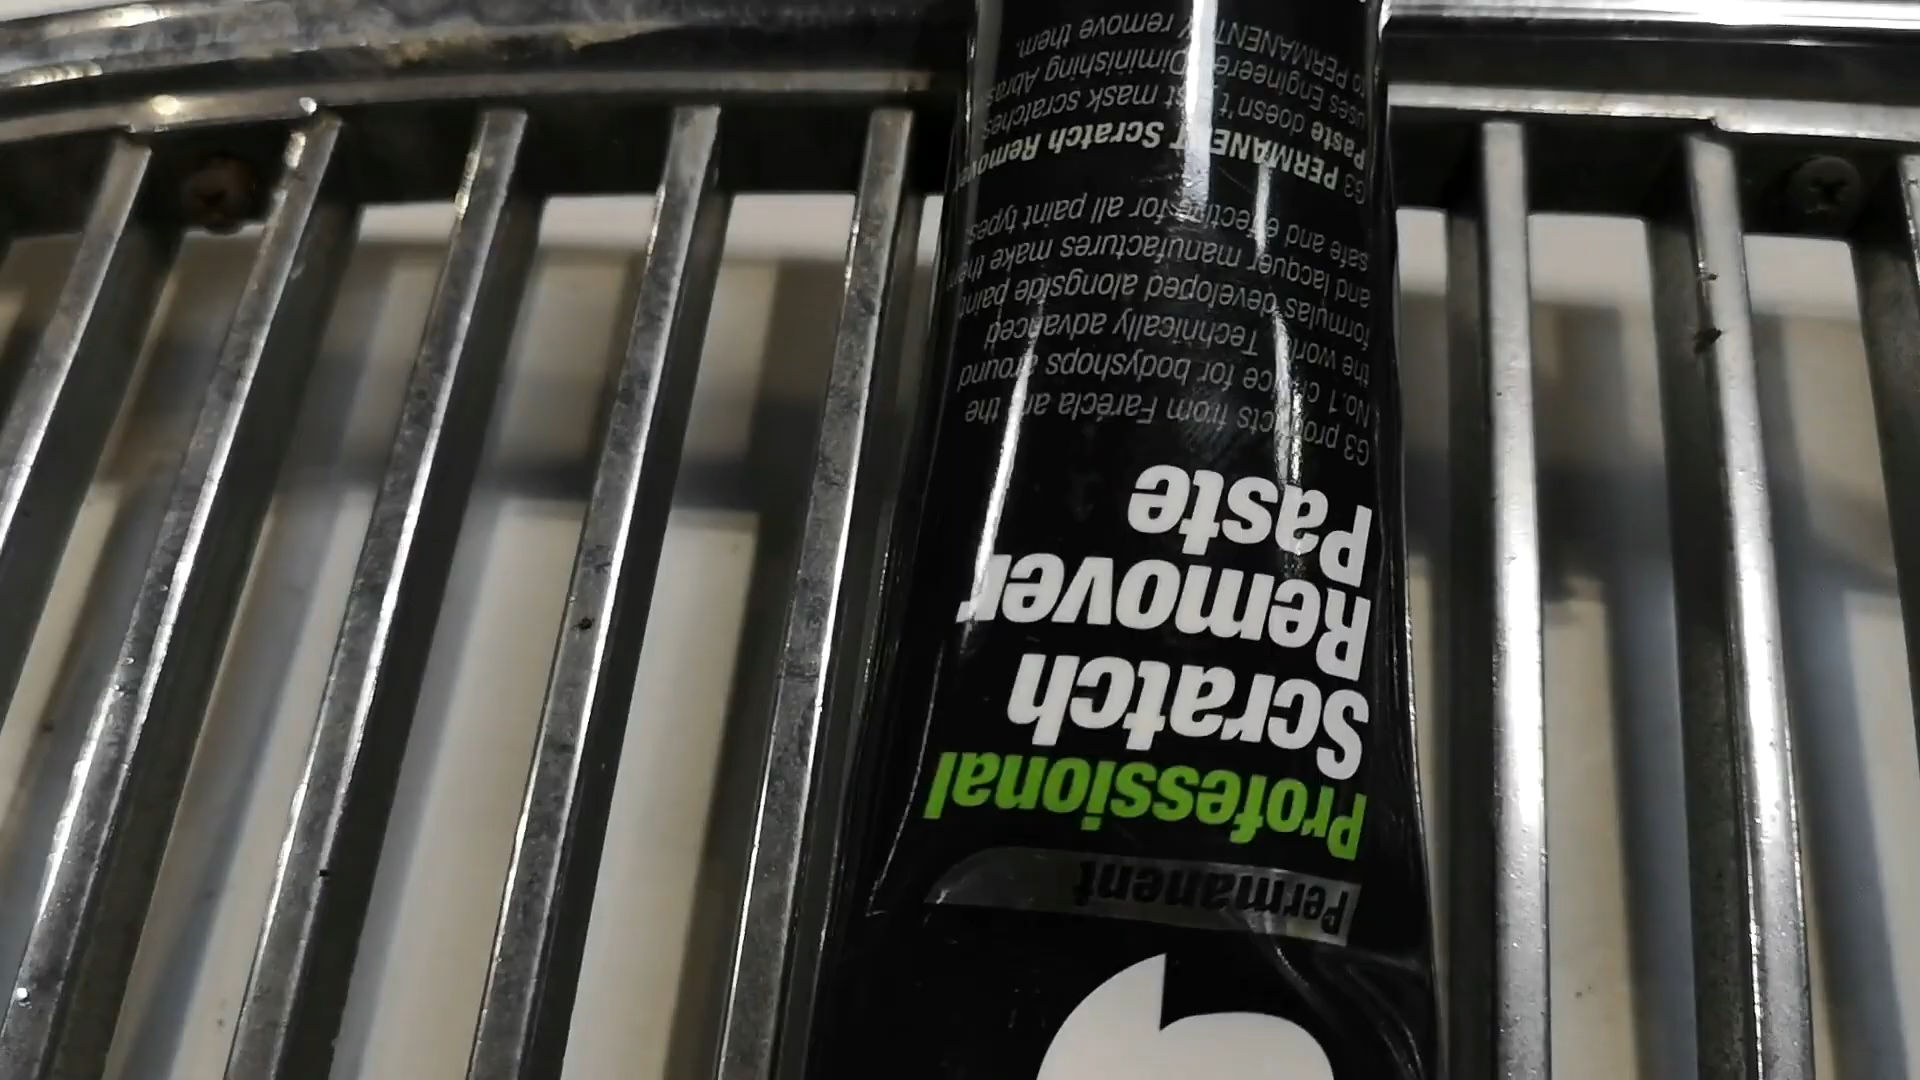 Permanent
Professional
Scratch
Remover
Paste
G3 products from Farécla are the
No.1 choice for bodyshops around
the world. Technically advanced
formulas developed alongside paint
and lacquer manufactures make them
safe and effective for all paint types
G3 PERMANENT Scratch Remover
Paste doesn't just mask scratches
uses Engineered Diminishing Abras
to PERMANENTLY remove them.